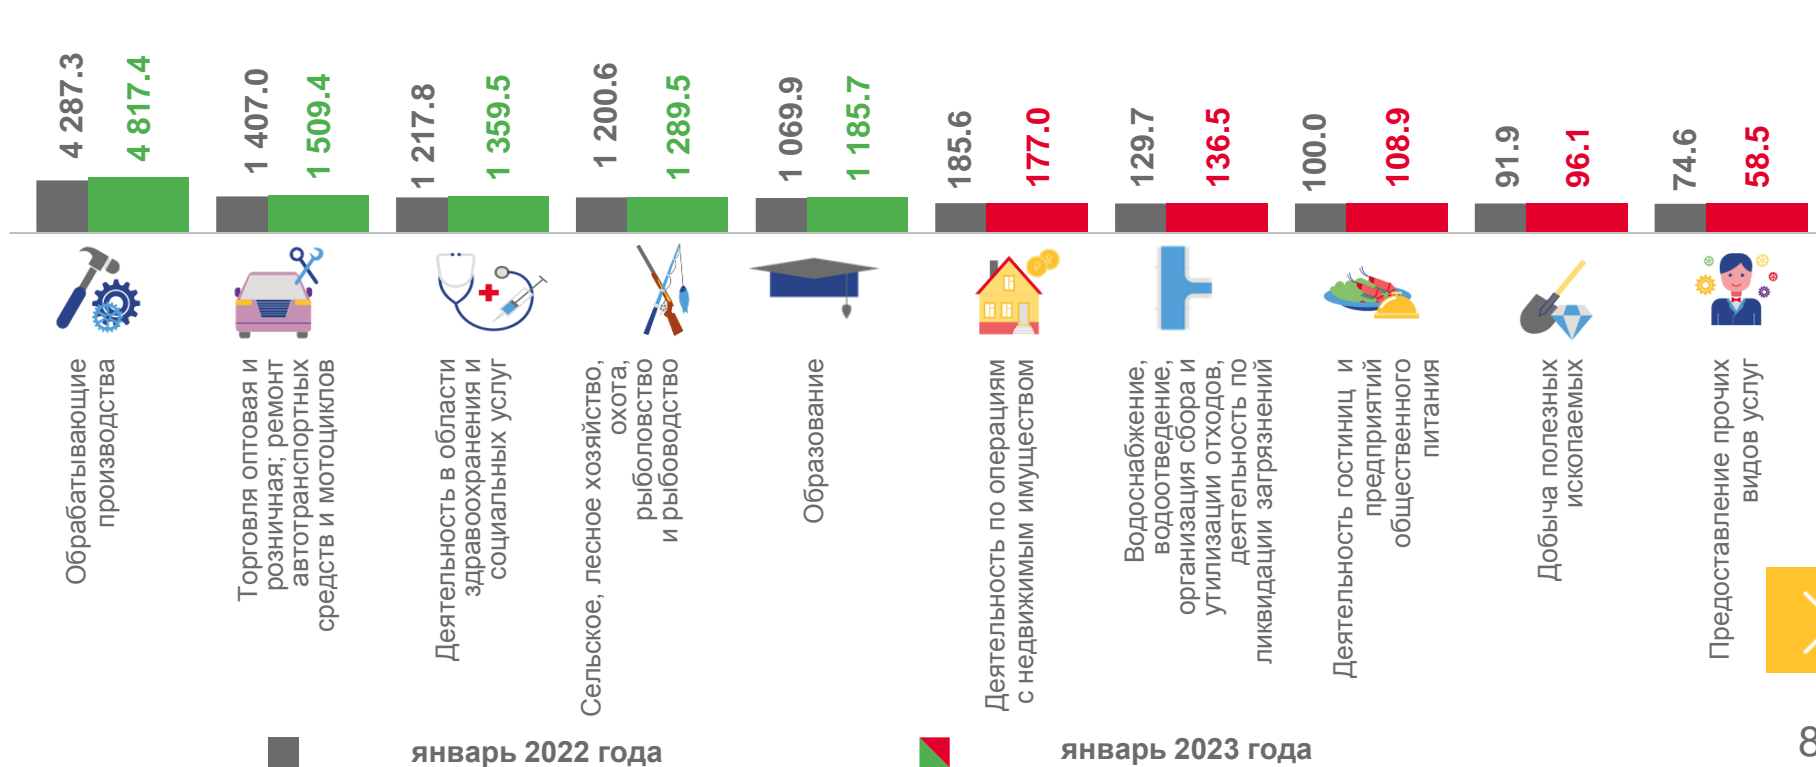 4 287.3
4 817.4
1 407.0
1 509.4
1 217.8
1 359.5
1 200.6
1 289.5
1 069.9
1 185.7
185.6
177.0
129.7
136.5
100.0
108.9
91.9
96.1
74.6
58.5
Обрабатывающие
производства
Торговля оптовая и
розничная; ремонт
автотранспортных
средств и мотоциклов
Деятельность в области
здравоохранения и
социальных услуг
Сельское, лесное хозяйство,
охота,
рыболовство
и рыбоводство
Образование
Деятельность по операциям
с недвижимым имуществом
Водоснабжение,
водоотведение,
организация сбора и
утилизации отходов,
деятельность по
ликвидации загрязнений
Деятельность гостиниц и
предприятий
общественного
питания
Добыча полезных
ископаемых
Предоставление прочих
видов услуг
январь 2022 года
январь 2023 года
8